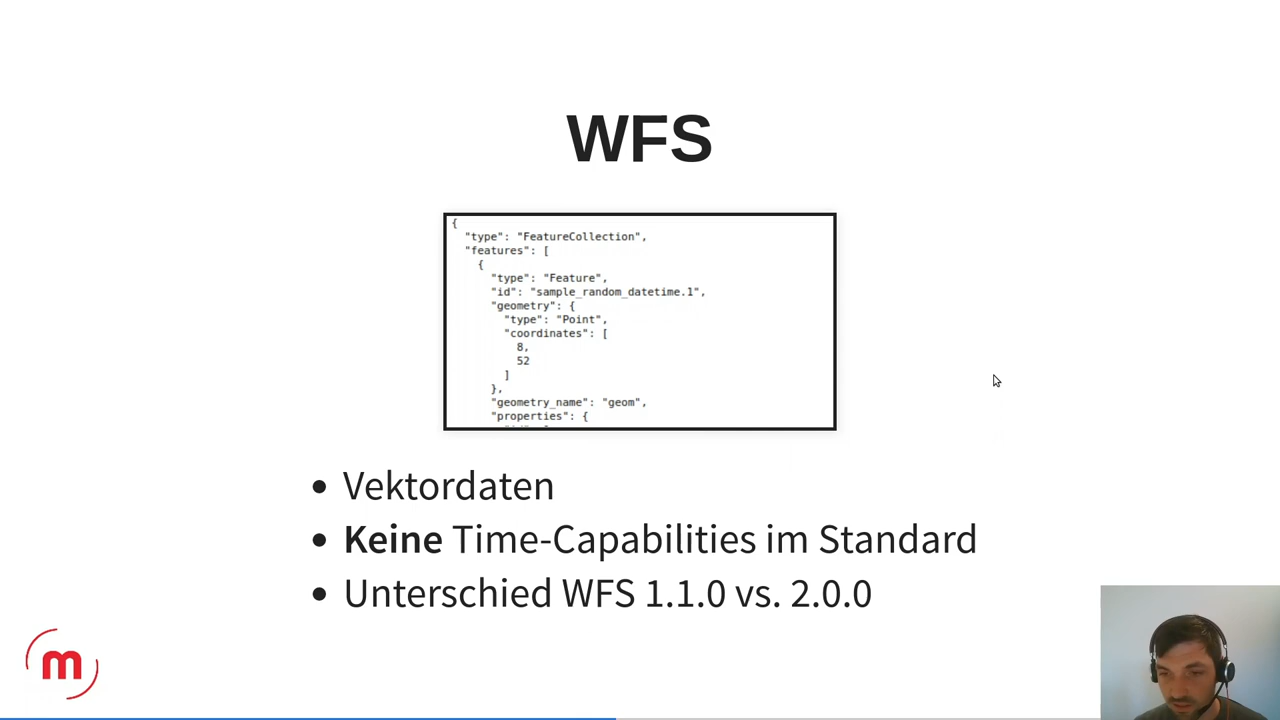 WFS
{
"type": "FeatureCollection",
"features": [
{
"type": "Feature",
"id": "sample_random_datetime.1",
"geometry": {
"type": "Point",
"coordinates": [
8,
52
]
},
"geometry_name": "geom",
"properties": {
Vektordaten
Keine Time-Capabilities im Standard
Unterschied WFS 1.1.0 vs. 2.0.0
m